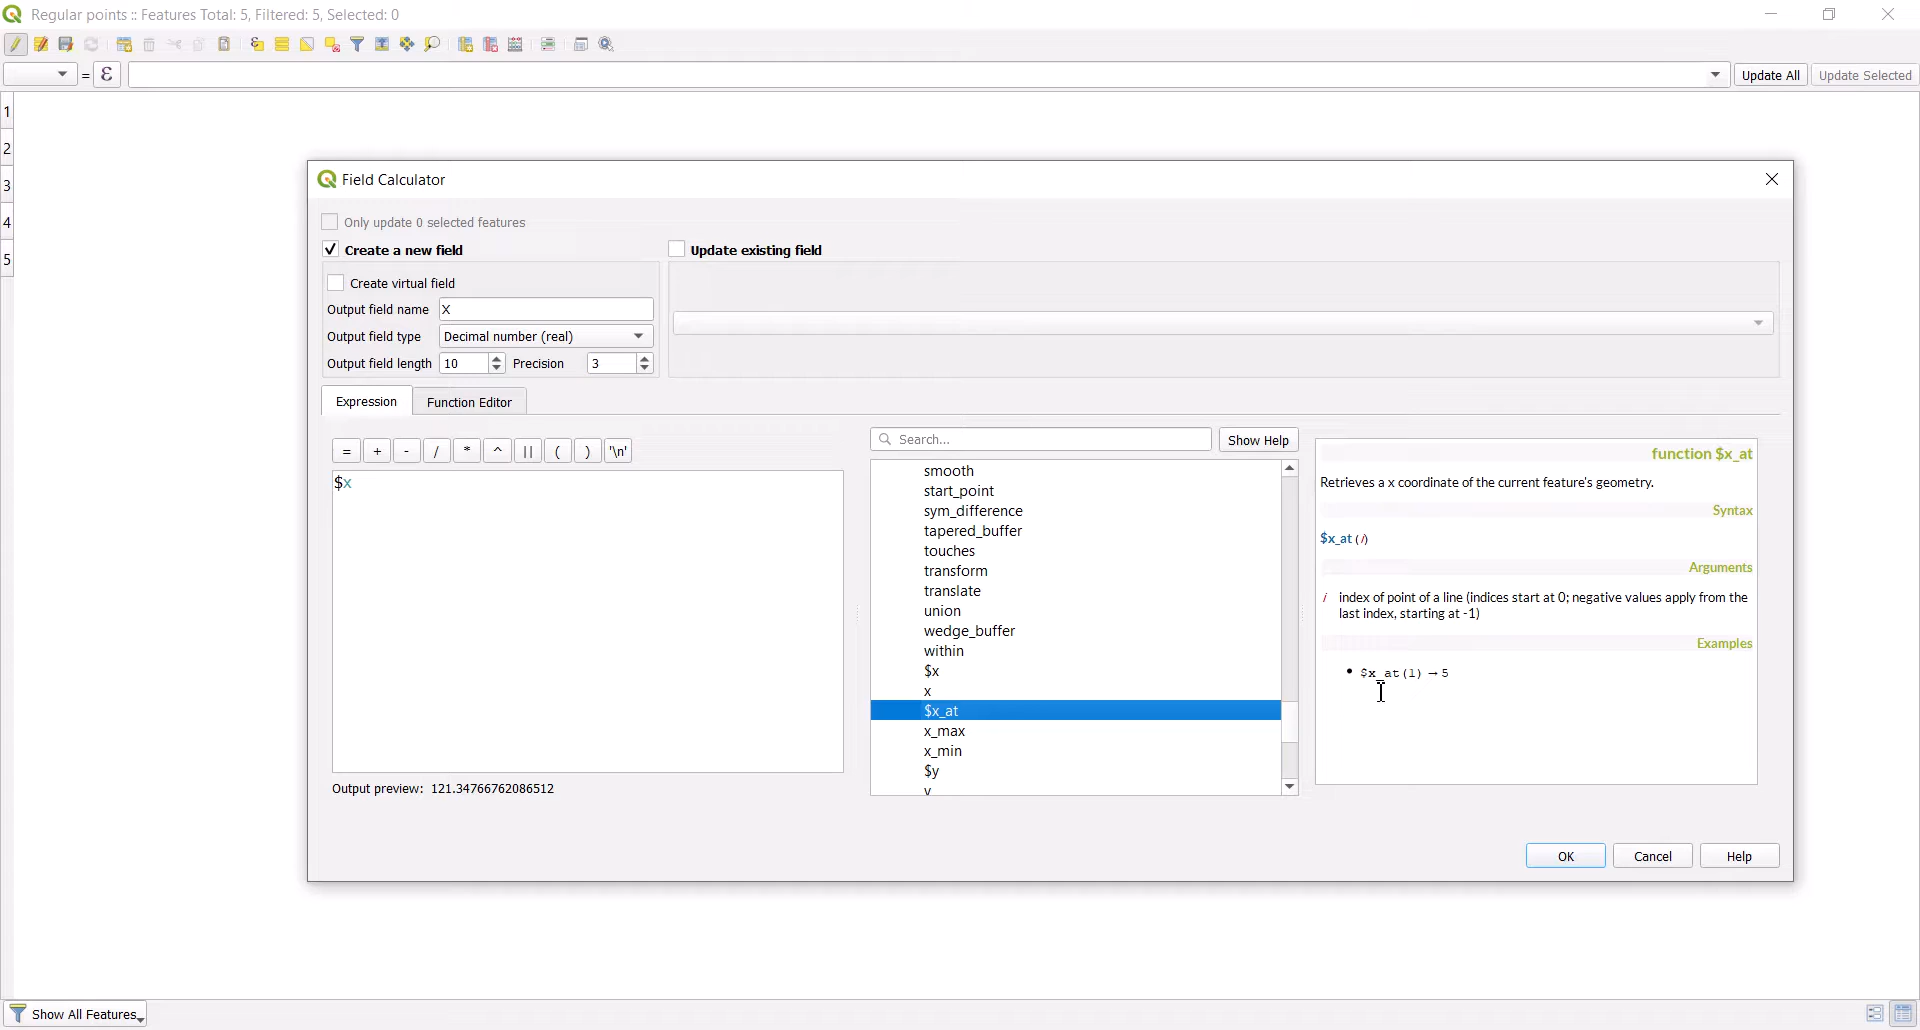 Regular points :: Features Total: 5, Filtered: 5, Selected: 0
= ε Update All Update Selected
1
2
3
4
5
Field Calculator
Only update 0 selected features
Create a new field
Update existing field
Create virtual field
Output field name X
Output field type Decimal number (real)
Output field length 10 Precision 3
Expression Function Editor
= + - / * ^ || ( ) '\n'
$x
Output preview: 121.34766762086512
Search... Show Help
smooth
start_point
sym_difference
tapered_buffer
touches
transform
translate
union
wedge_buffer
within
$x
x
$x_at
x_max
x_min
$y
y
function $x_at
Retrieves a x coordinate of the current feature's geometry.
Syntax
$x_at(i)
Arguments
i index of point of a line (indices start at 0; negative values apply from the
last index, starting at -1)
Examples
• $x_at(1) → 5
OK Cancel Help
Show All Features